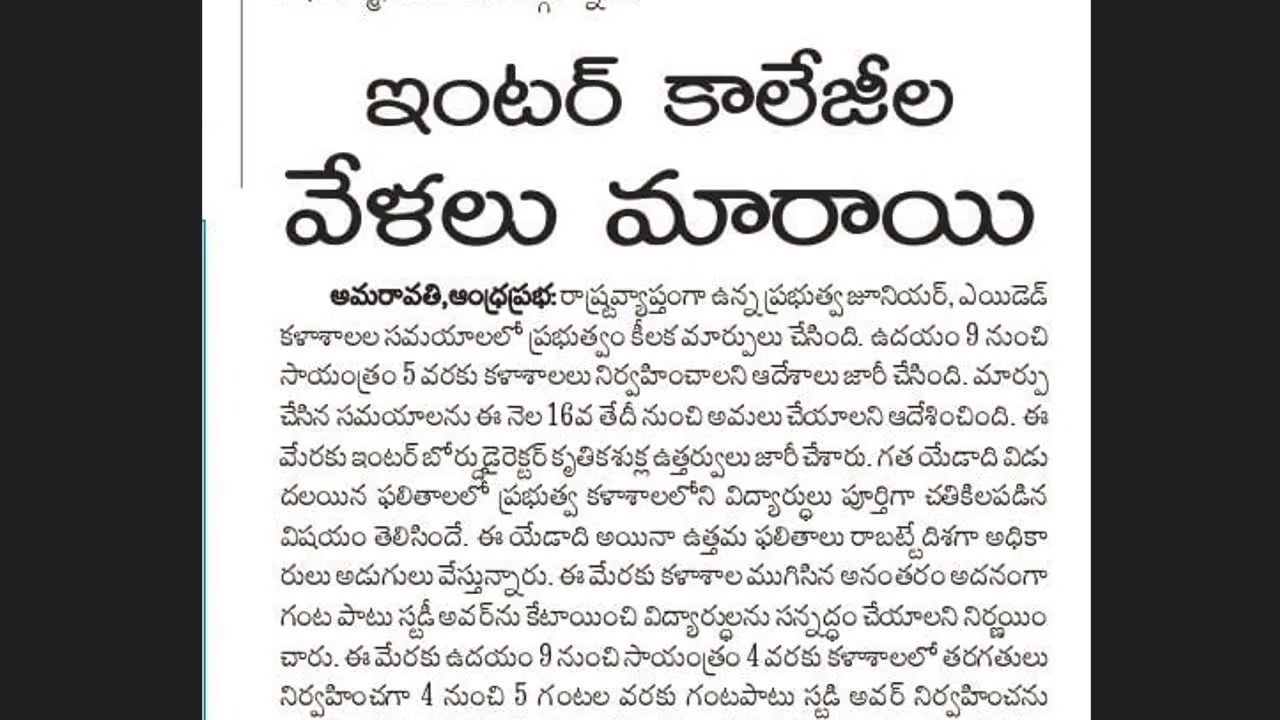 ఇంటర్ కాలేజీల
వేళలు మారాయి
అమరావతి,ఆంధ్రప్రభ: రాష్ట్రవ్యాప్తంగా ఉన్న ప్రభుత్వ జూనియర్, ఎయిడెడ్
కళాశాలల సమయాలలో ప్రభుత్వం కీలక మార్పులు చేసింది. ఉదయం 9 నుంచి
సాయంత్రం 5 వరకు కళాశాలలు నిర్వహించాలని ఆదేశాలు జారీ చేసింది. మార్పు
చేసిన సమయాలను ఈ నెల 16వ తేదీ నుంచి అమలు చేయాలని ఆదేశించింది. ఈ
మేరకు ఇంటర్ బోర్డు డైరెక్టర్ కృతిక శుక్ల ఉత్తర్వులు జారీ చేశారు. గత యేడాది విడు
దలయిన ఫలితాలలో ప్రభుత్వ కళాశాలలోని విద్యార్ధులు పూర్తిగా చతికిలపడిన
విషయం తెలిసిందే. ఈ యేడాది అయినా ఉత్తమ ఫలితాలు రాబట్టే దిశగా అధికా
రులు అడుగులు వేస్తున్నారు. ఈ మేరకు కళాశాల ముగిసిన అనంతరం అదనంగా
గంట పాటు స్టడీ అవర్‌ను కేటాయించి విద్యార్ధులను సన్నద్ధం చేయాలని నిర్ణయిం
చారు. ఈ మేరకు ఉదయం 9 నుంచి సాయంత్రం 4 వరకు కళాశాలలో తరగతులు
నిర్వహించగా 4 నుంచి 5 గంటల వరకు గంటపాటు స్టడి అవర్ నిర్వహించను